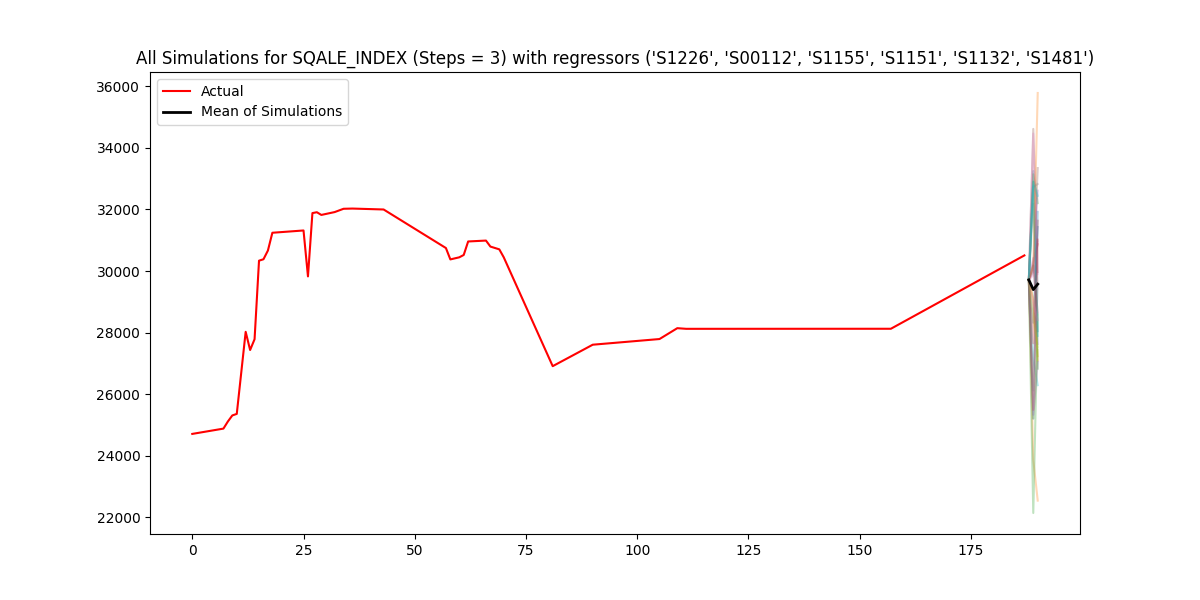 All Simulations for SQALE_INDEX (Steps = 3) with regressors ('S1226', 'S00112', 'S1155', 'S1151', 'S1132', 'S1481')
Actual
Mean of Simulations
36000
34000
32000
30000
28000
26000
24000
22000
0 25 50 75 100 125 150 175